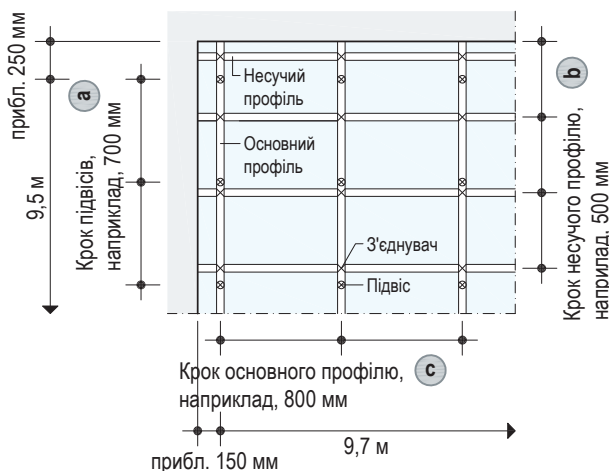 прибл. 250 мм
a
9,5 м
Крок підвісів,
наприклад, 700 мм
Несучий
профіль
Основний
профіль
З'єднувач
Підвіс
b
Крок несучого профілю,
наприлад, 500 мм
Крок основного профілю,
наприклад, 800 мм
c
9,7 м
прибл. 150 мм